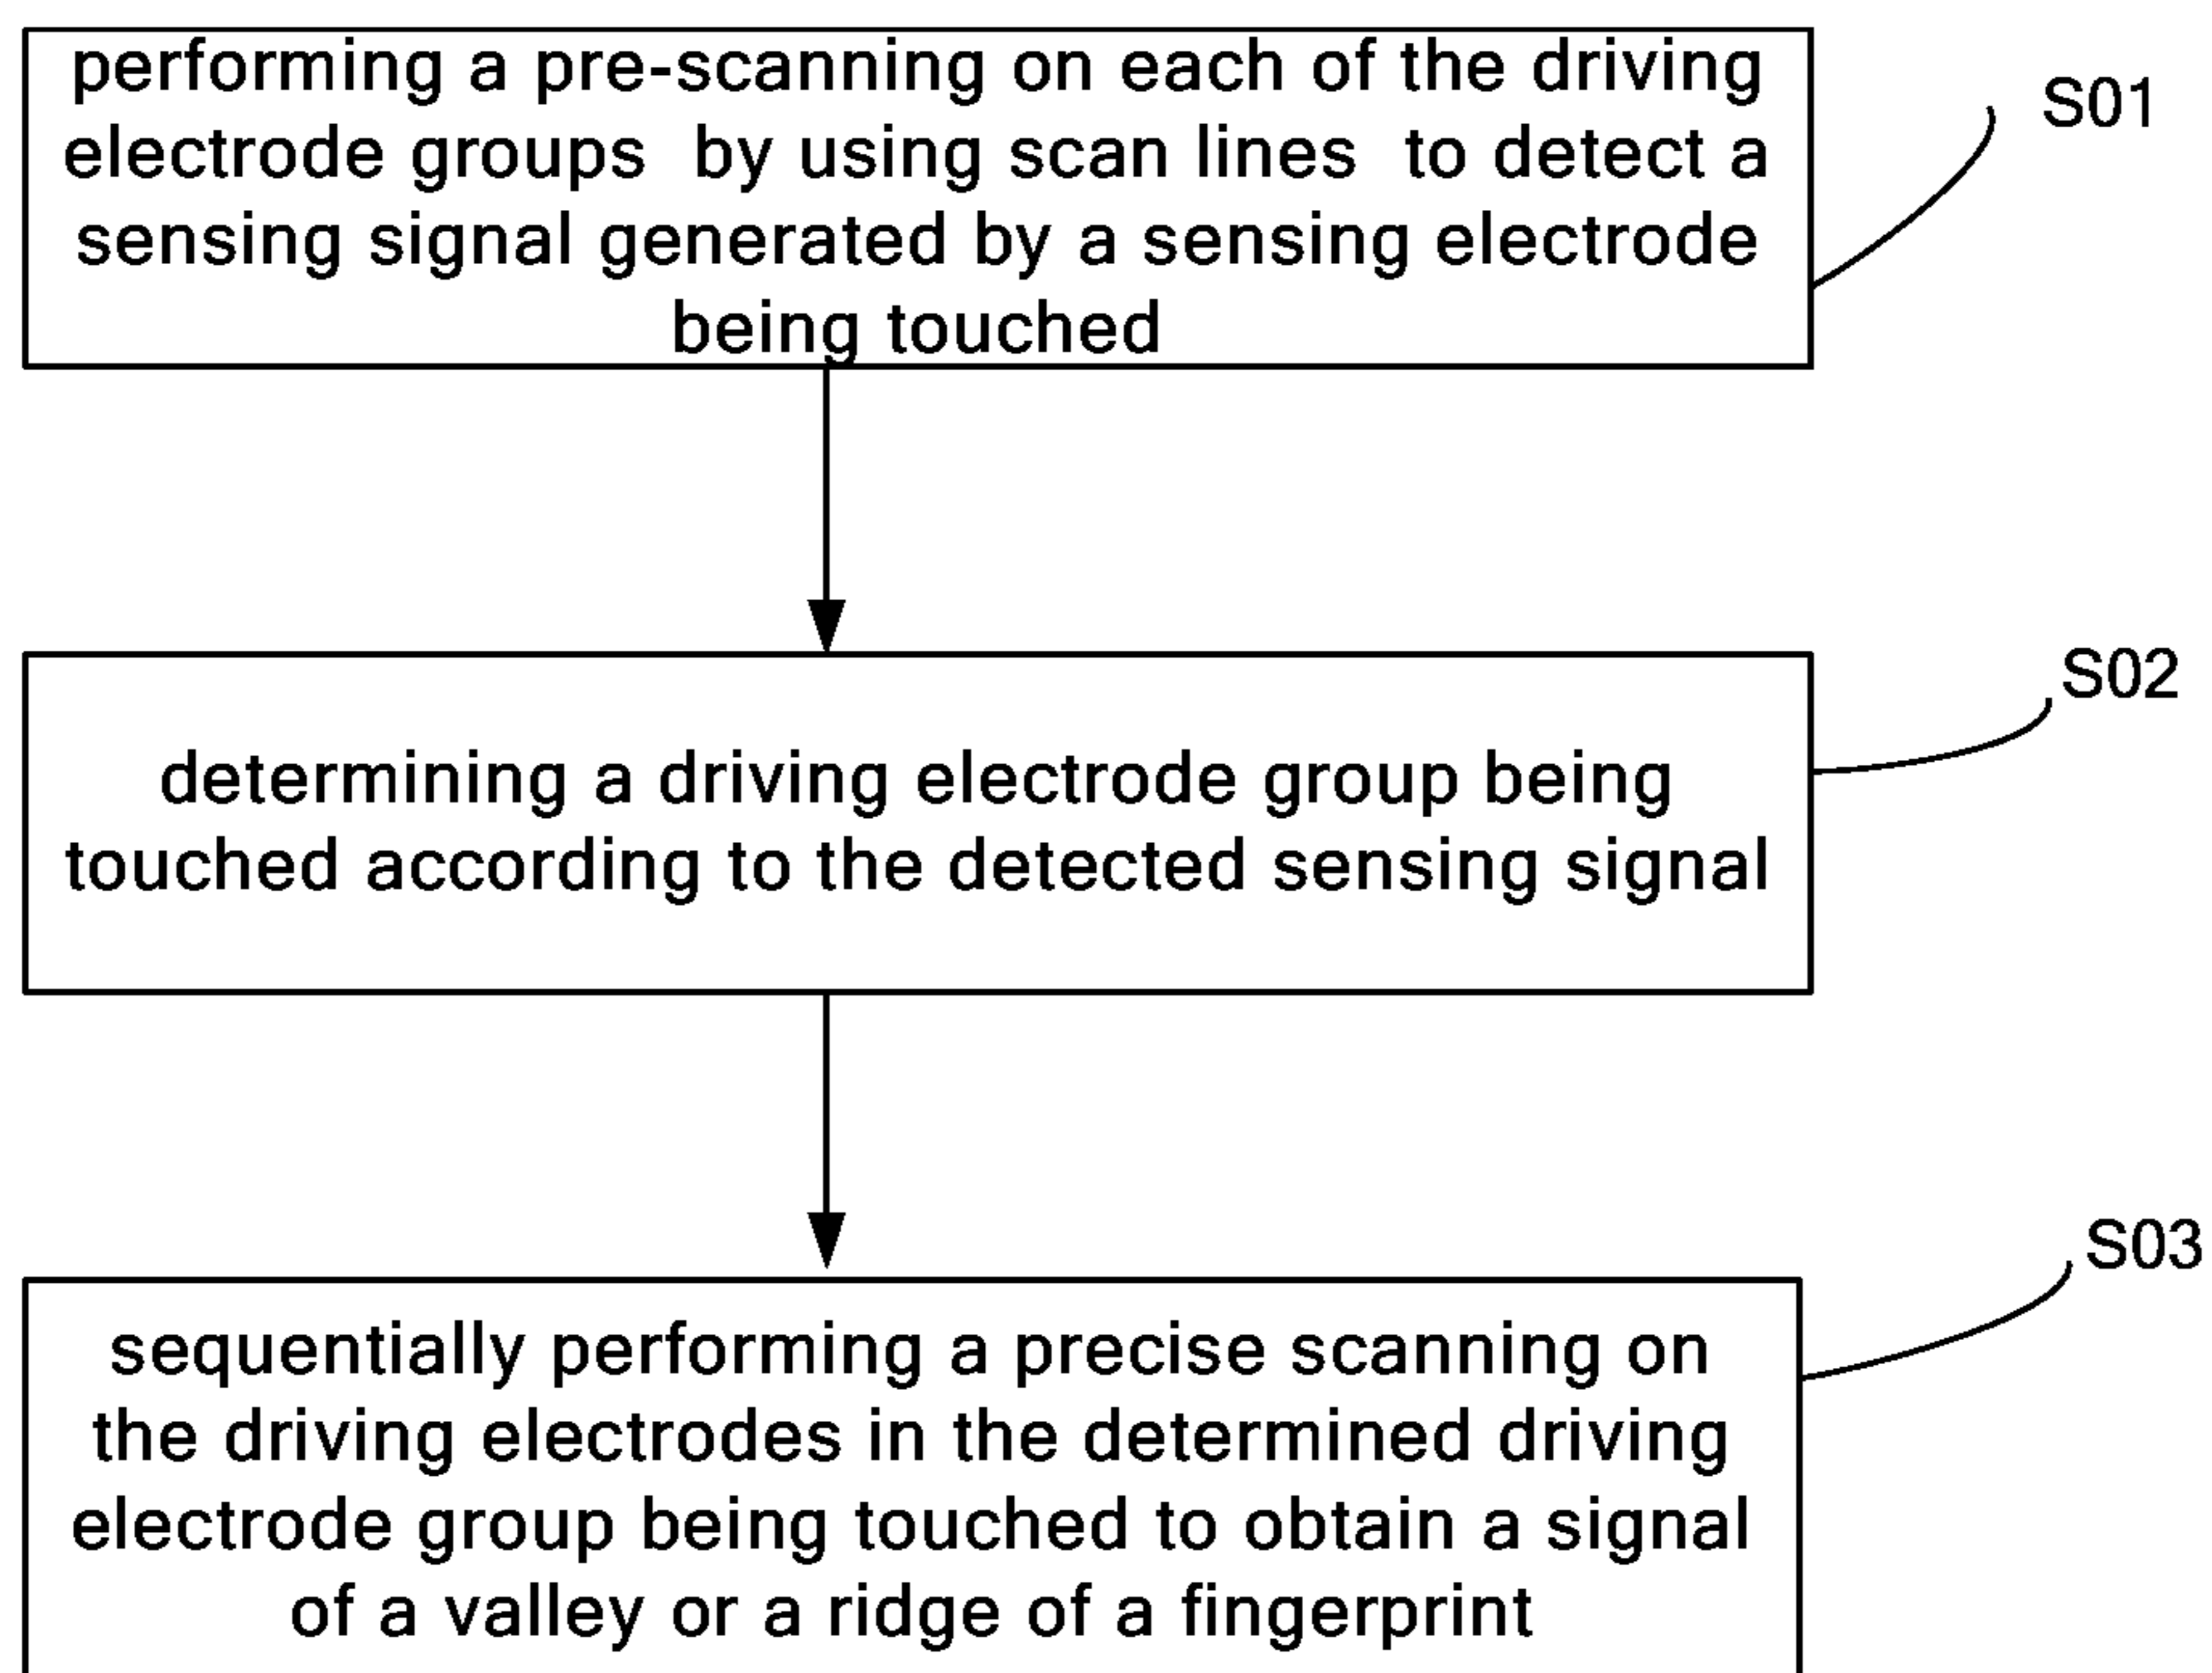 performing a pre-scanning on each of the driving
electrode groups by using scan lines to detect a
sensing signal generated by a sensing electrode
being touched
S01
determining a driving electrode group being
touched according to the detected sensing signal
S02
sequentially performing a precise scanning on
the driving electrodes in the determined driving
electrode group being touched to obtain a signal
of a valley or a ridge of a fingerprint
S03